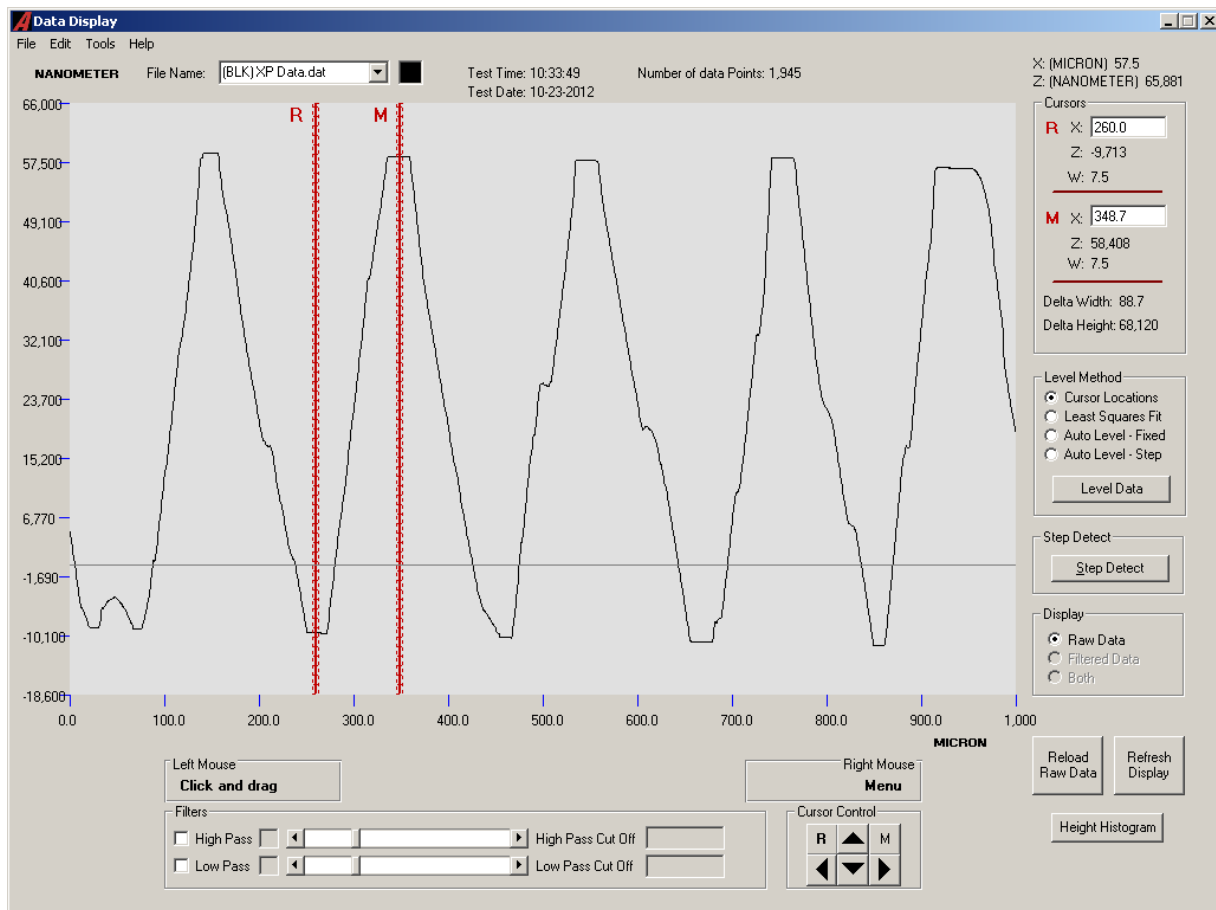 Data Display
File Edit Tools Help
NANOMETER File Name: (BLK) XP Data.dat
Test Time: 10:33:49 Number of data Points: 1,945
Test Date: 10-23-2012
X: (MICRON) 57.5
Z: (NANOMETER) 65,881
66,000
57,500
49,100
40,600
32,100
23,700
15,200
6,770
-1,690
-10,100
-18,600
R M
0.0 100.0 200.0 300.0 400.0 500.0 600.0 700.0 800.0 900.0 1,000
MICRON
Cursors
R X: 260.0
Z: -9,713
W: 7.5
M X: 348.7
Z: 58,408
W: 7.5
Delta Width: 88.7
Delta Height: 68,120
Level Method
Cursor Locations
Least Squares Fit
Auto Level - Fixed
Auto Level - Step
Level Data
Step Detect
Step Detect
Display
Raw Data
Filtered Data
Both
Reload Raw Data
Refresh Display
Height Histogram
Left Mouse
Click and drag
Right Mouse
Menu
Filters
High Pass High Pass Cut Off
Low Pass Low Pass Cut Off
Cursor Control
R M